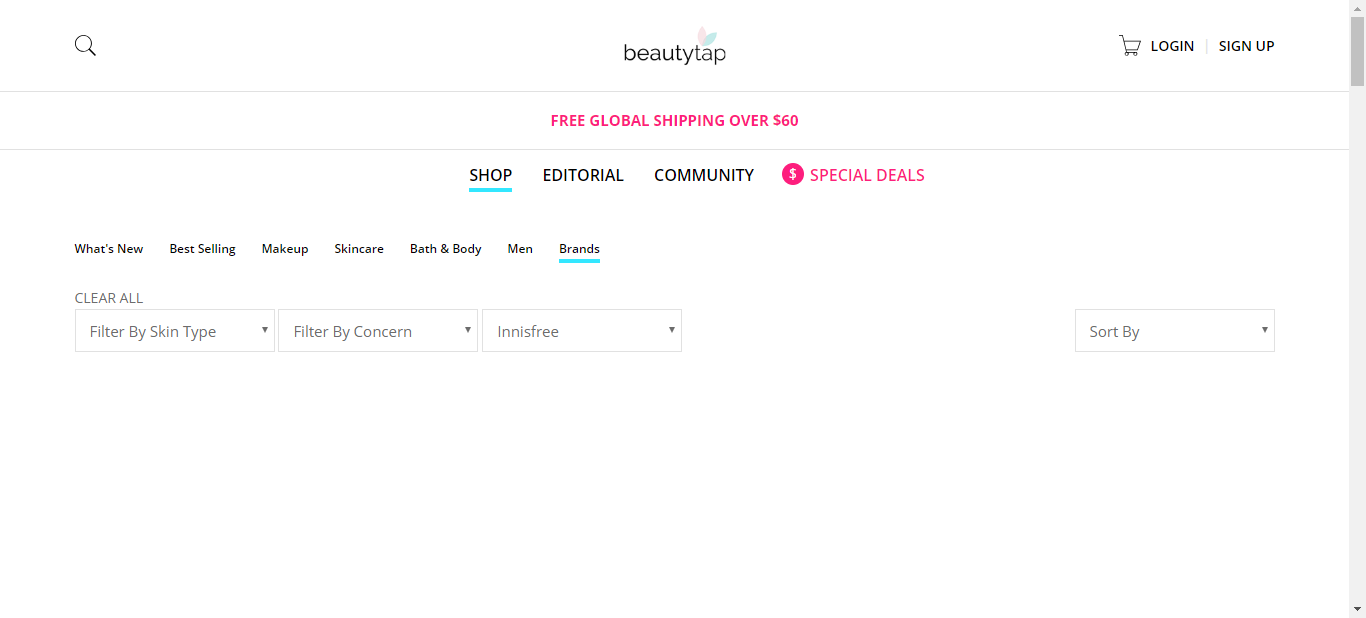 beautytap
LOGIN SIGN UP
FREE GLOBAL SHIPPING OVER $60
SHOP EDITORIAL COMMUNITY $ SPECIAL DEALS
What's New Best Selling Makeup Skincare Bath & Body Men Brands
CLEAR ALL
Filter By Skin Type Filter By Concern Innisfree Sort By